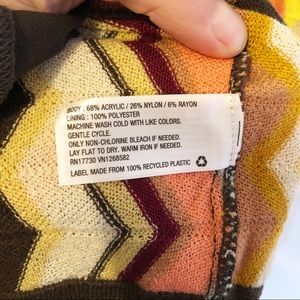 BODY : 68% ACRYLIC / 26% NYLON / 6% RAYON
LINING : 100% POLYESTER
MACHINE WASH COLD WITH LIKE COLORS.
GENTLE CYCLE.
ONLY NON-CHLORINE BLEACH IF NEEDED.
LAY FLAT TO DRY. WARM IRON IF NEEDED.
RN17730 VN1268582
LABEL MADE FROM 100% RECYCLED PLASTIC